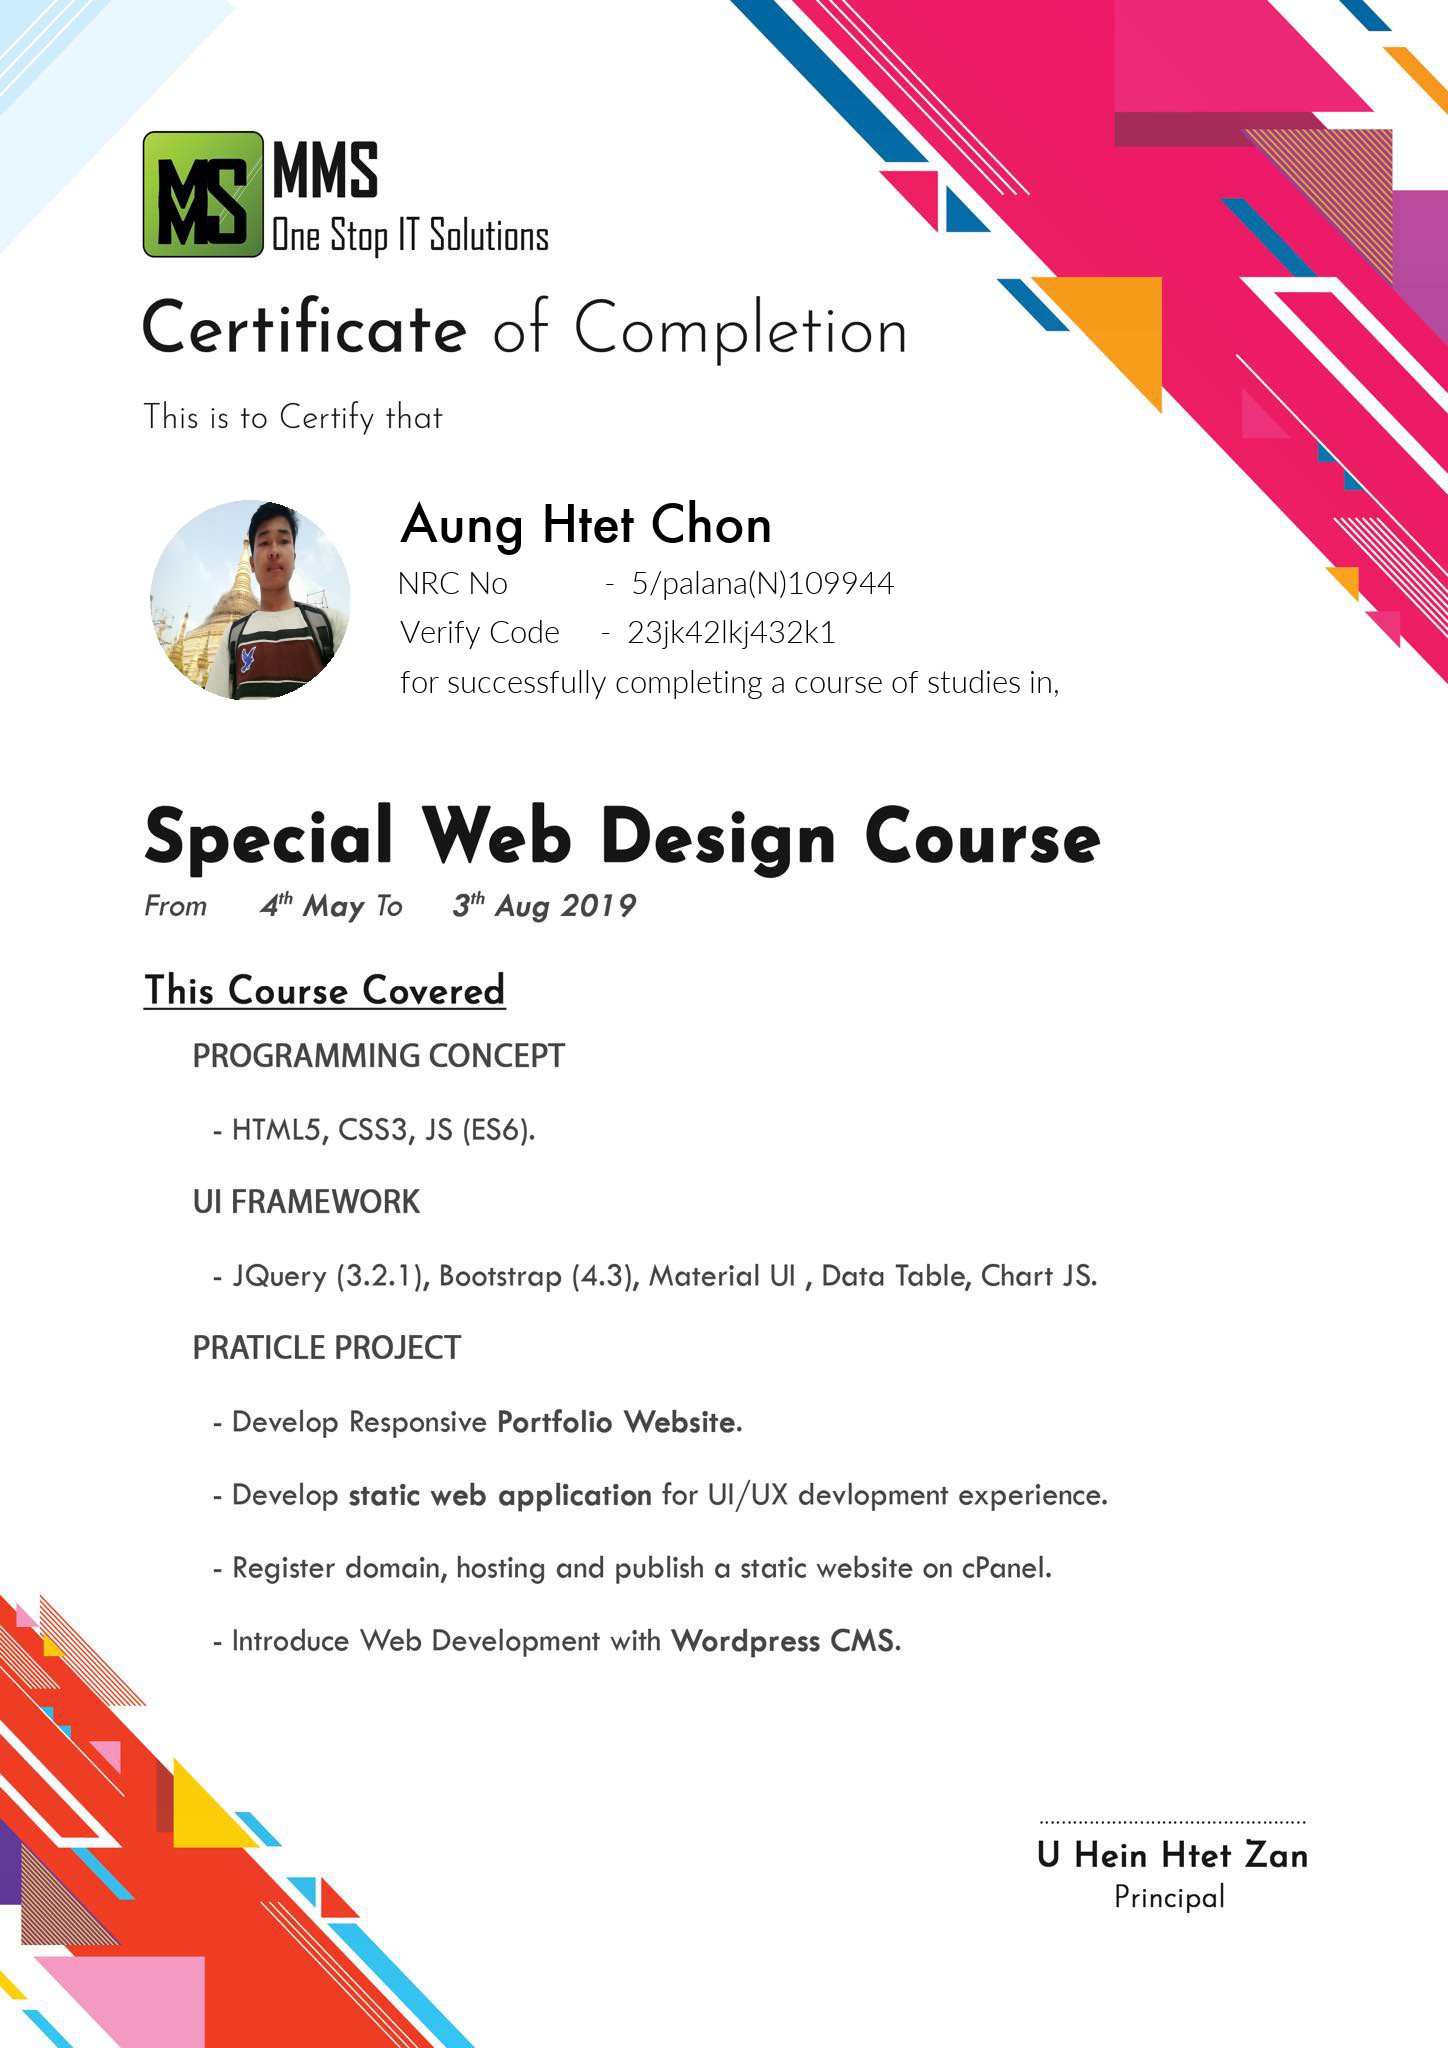 MMS
MMS
One Stop IT Solutions
Certificate of Completion
This is to Certify that
Aung Htet Chon
NRC No - 5/palana(N)109944
Verify Code - 23jk42lkj432k1
for successfully completing a course of studies in,
Special Web Design Course
From 4th May To 3th Aug 2019
This Course Covered
PROGRAMMING CONCEPT
- HTML5, CSS3, JS (ES6).
UI FRAMEWORK
- JQuery (3.2.1), Bootstrap (4.3), Material UI , Data Table, Chart JS.
PRATICLE PROJECT
- Develop Responsive Portfolio Website.
- Develop static web application for UI/UX devlopment experience.
- Register domain, hosting and publish a static website on cPanel.
- Introduce Web Development with Wordpress CMS.
U Hein Htet Zan
Principal